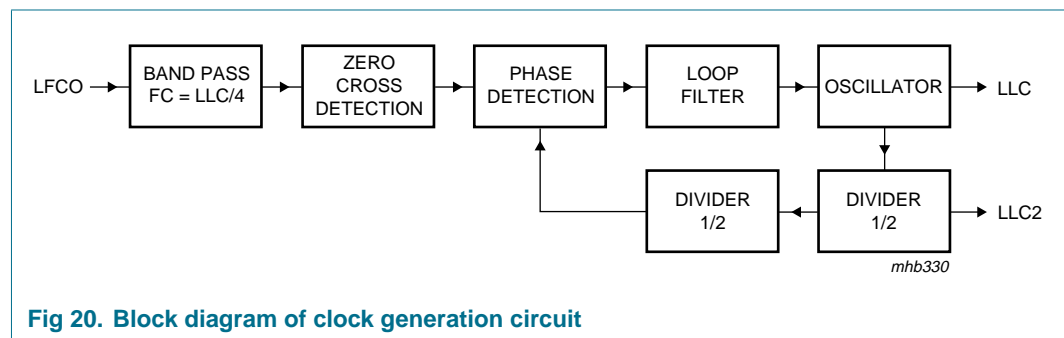 LFCO
BAND PASS
FC = LLC/4
ZERO
CROSS
DETECTION
PHASE
DETECTION
LOOP
FILTER
OSCILLATOR
LLC
DIVIDER
1/2
DIVIDER
1/2
LLC2
mhb330
Fig 20. Block diagram of clock generation circuit